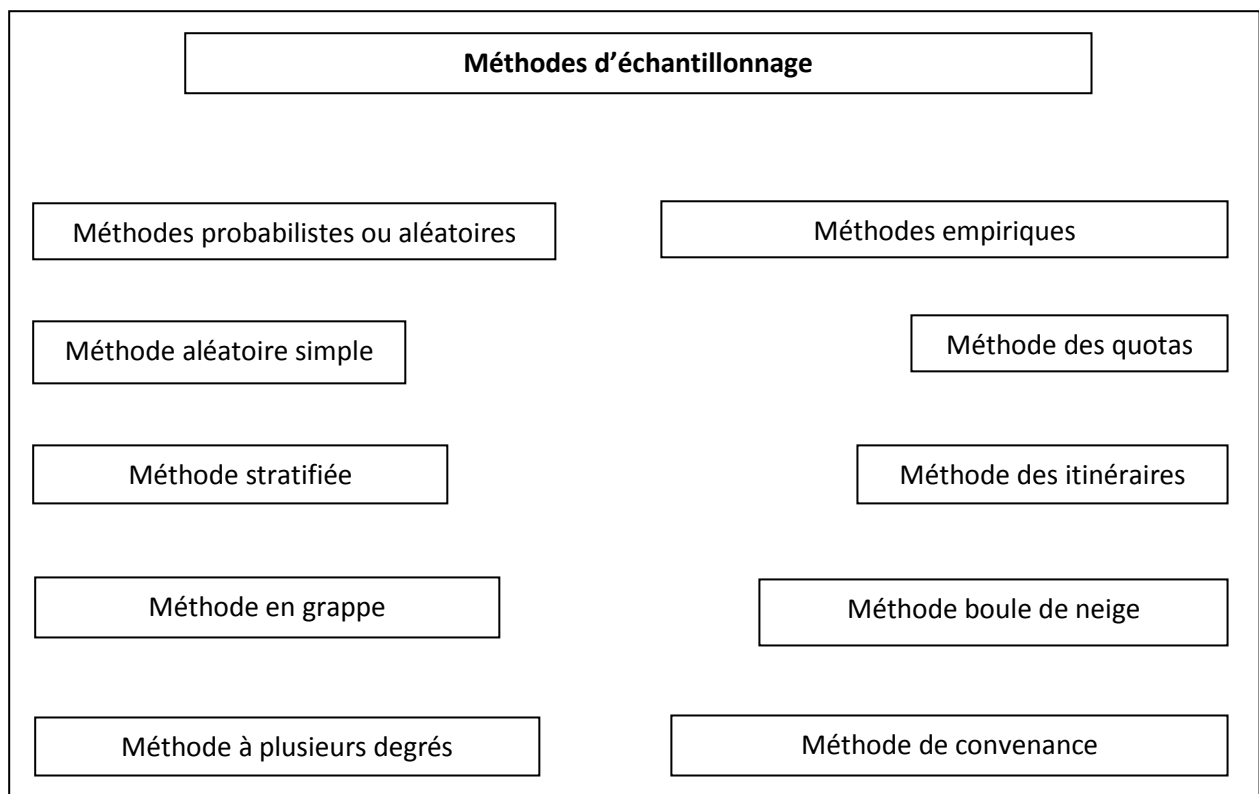 Méthodes d’échantillonnage
Méthodes probabilistes ou aléatoires
Méthodes empiriques
Méthode aléatoire simple
Méthode des quotas
Méthode stratifiée
Méthode des itinéraires
Méthode en grappe
Méthode boule de neige
Méthode à plusieurs degrés
Méthode de convenance